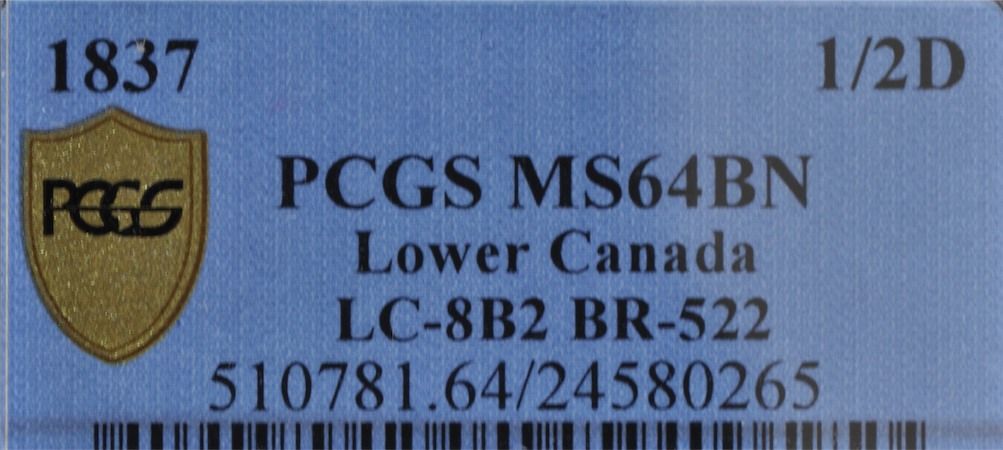 1837 1/2D
PCGS
PCGS MS64BN
Lower Canada
LC-8B2 BR-522
510781.64/24580265